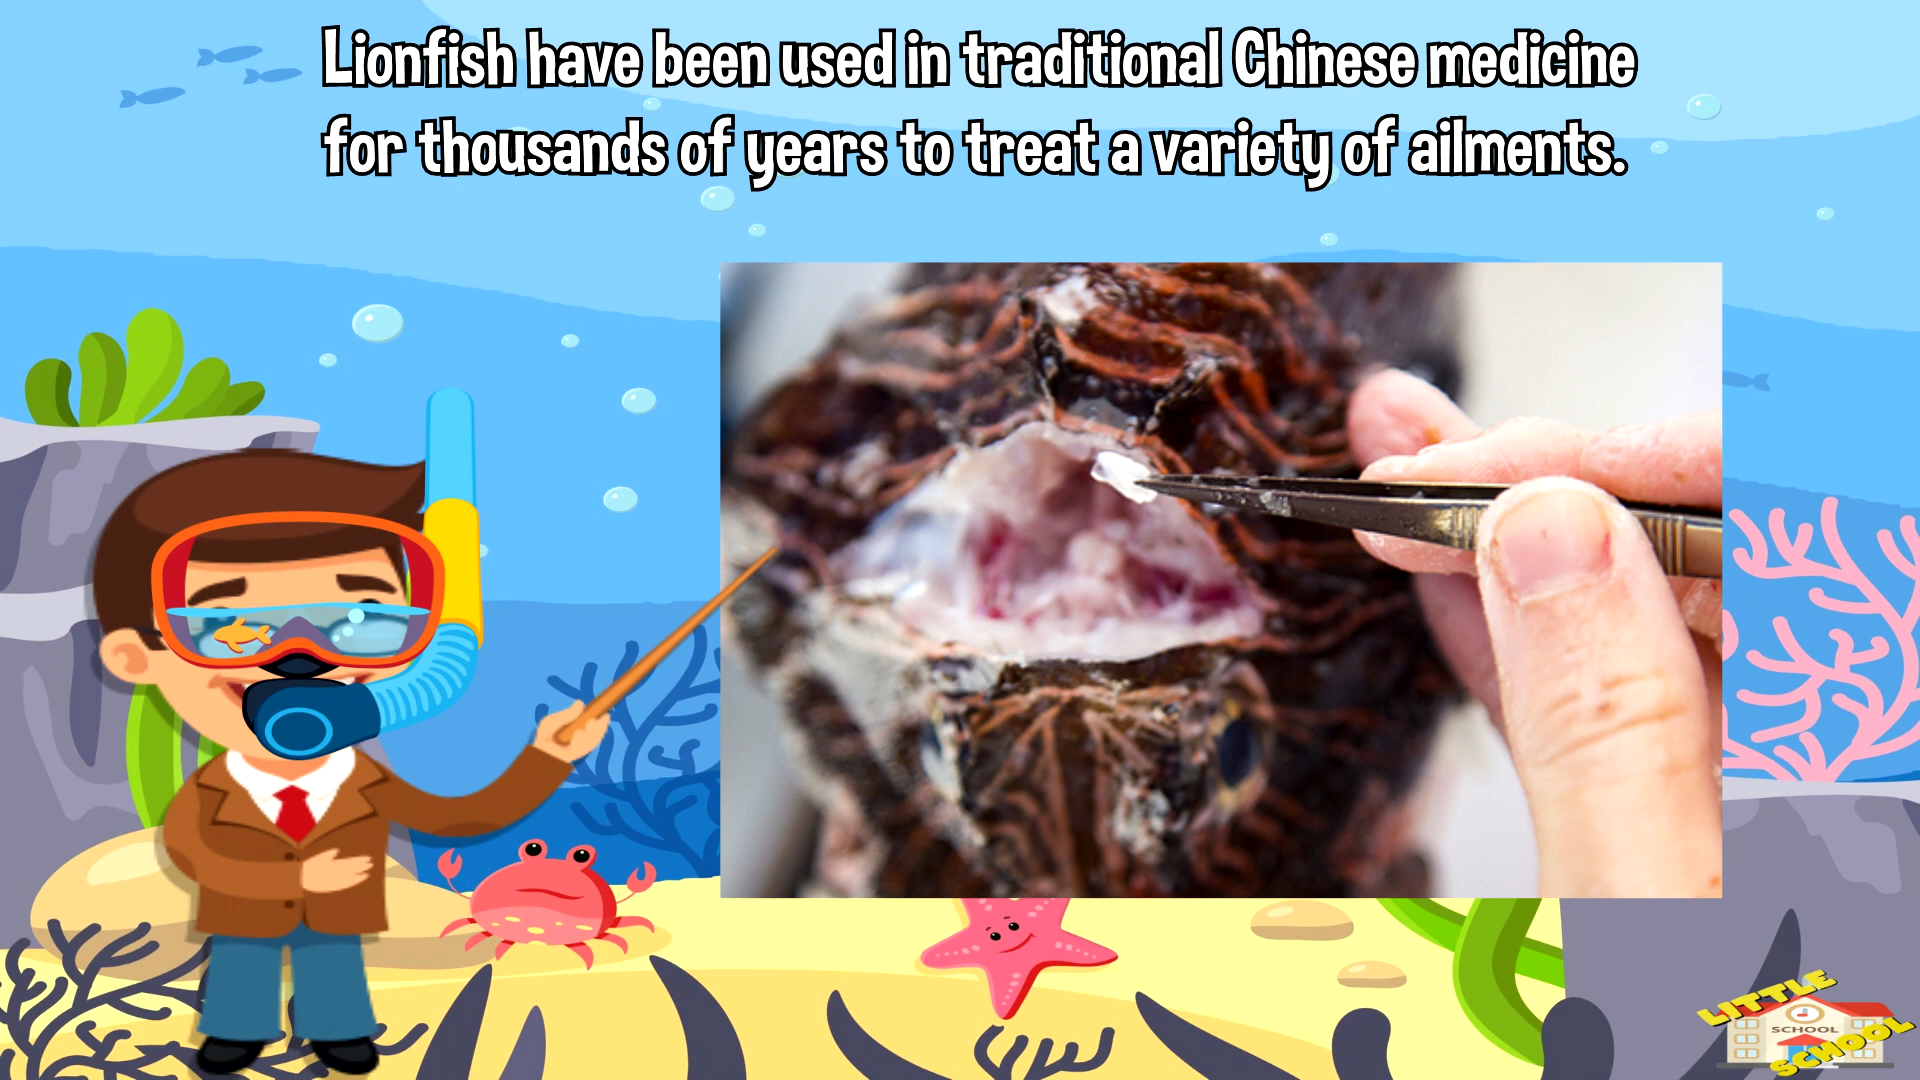 Lionfish have been used in traditional Chinese medicine
for thousands of years to treat a variety of ailments.
LITTLE
SCHOOL
SCHOOL